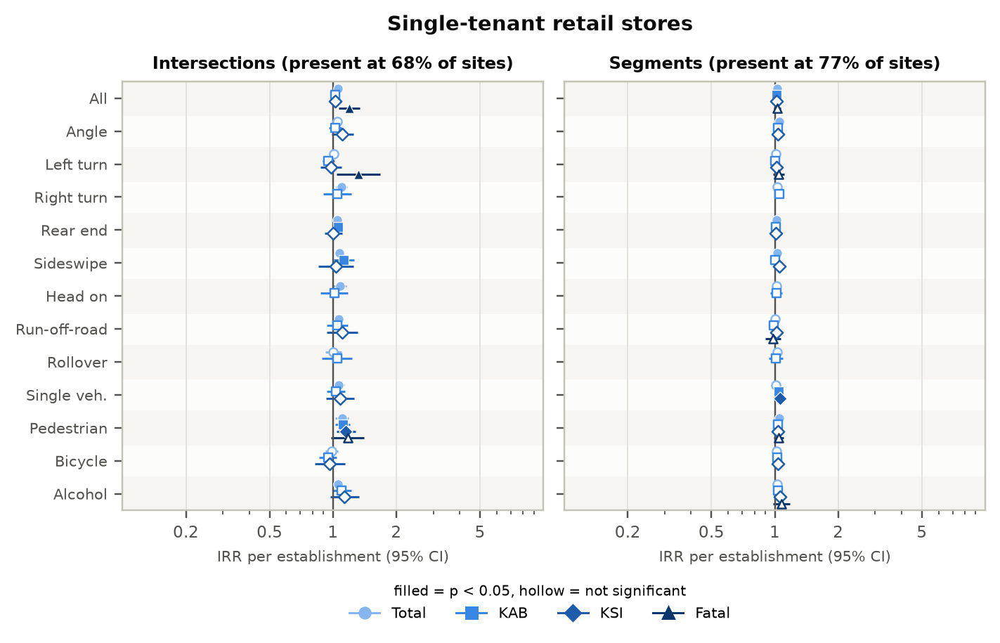 Single-tenant retail stores
Intersections (present at 68% of sites)
Segments (present at 77% of sites)
All
Angle
Left turn
Right turn
Rear end
Sideswipe
Head on
Run-off-road
Rollover
Single veh.
Pedestrian
Bicycle
Alcohol
0.2 0.5 1 2 5
0.2 0.5 1 2 5
IRR per establishment (95% CI)
IRR per establishment (95% CI)
filled = p < 0.05, hollow = not significant
Total KAB KSI Fatal